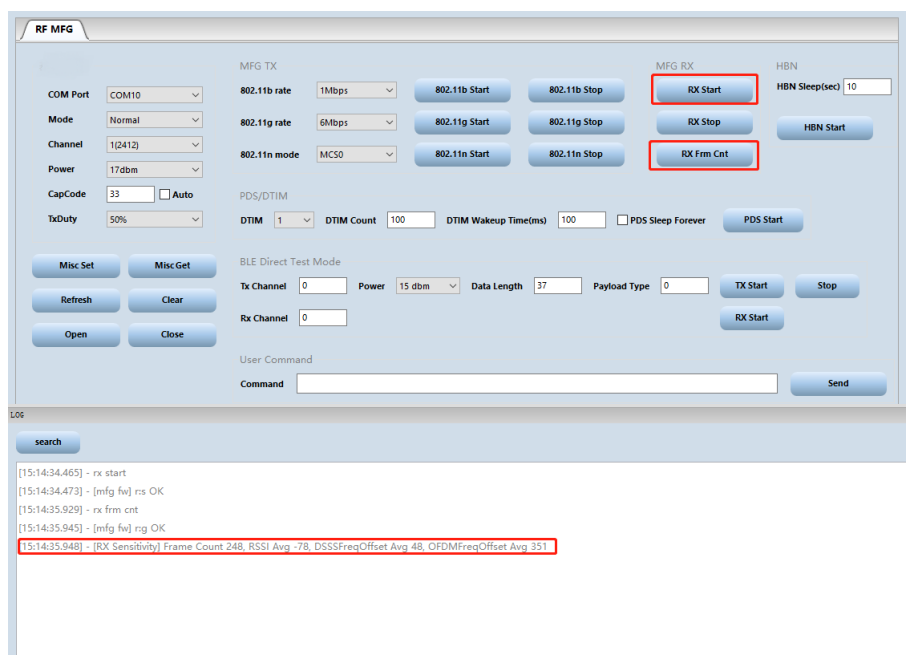 RF MFG
MFG TX MFG RX HBN
COM Port COM10 802.11b rate 1Mbps 802.11b Start 802.11b Stop RX Start HBN Sleep(sec) 10
Mode Normal 802.11g rate 6Mbps 802.11g Start 802.11g Stop RX Stop HBN Start
Channel 1(2412) 802.11n mode MCS0 802.11n Start 802.11n Stop RX Frm Cnt
Power 17dbm
CapCode 33 Auto PDS/DTIM
TxDuty 50% DTIM 1 DTIM Count 100 DTIM Wakeup Time(ms) 100 PDS Sleep Forever PDS Start
Misc Set Misc Get BLE Direct Test Mode
Refresh Clear Tx Channel 0 Power 15 dbm Data Length 37 Payload Type 0 TX Start Stop
Open Close Rx Channel 0 RX Start
User Command
Command Send
LOG
search
[15:14:34.465] - rx start
[15:14:34.473] - [mfg fw] r:s OK
[15:14:35.929] - rx frm cnt
[15:14:35.945] - [mfg fw] r:g OK
[15:14:35.948] - [RX Sensitivity] Frame Count 248, RSSI Avg -78, DSSSFreqOffset Avg 48, OFDMFreqOffset Avg 351